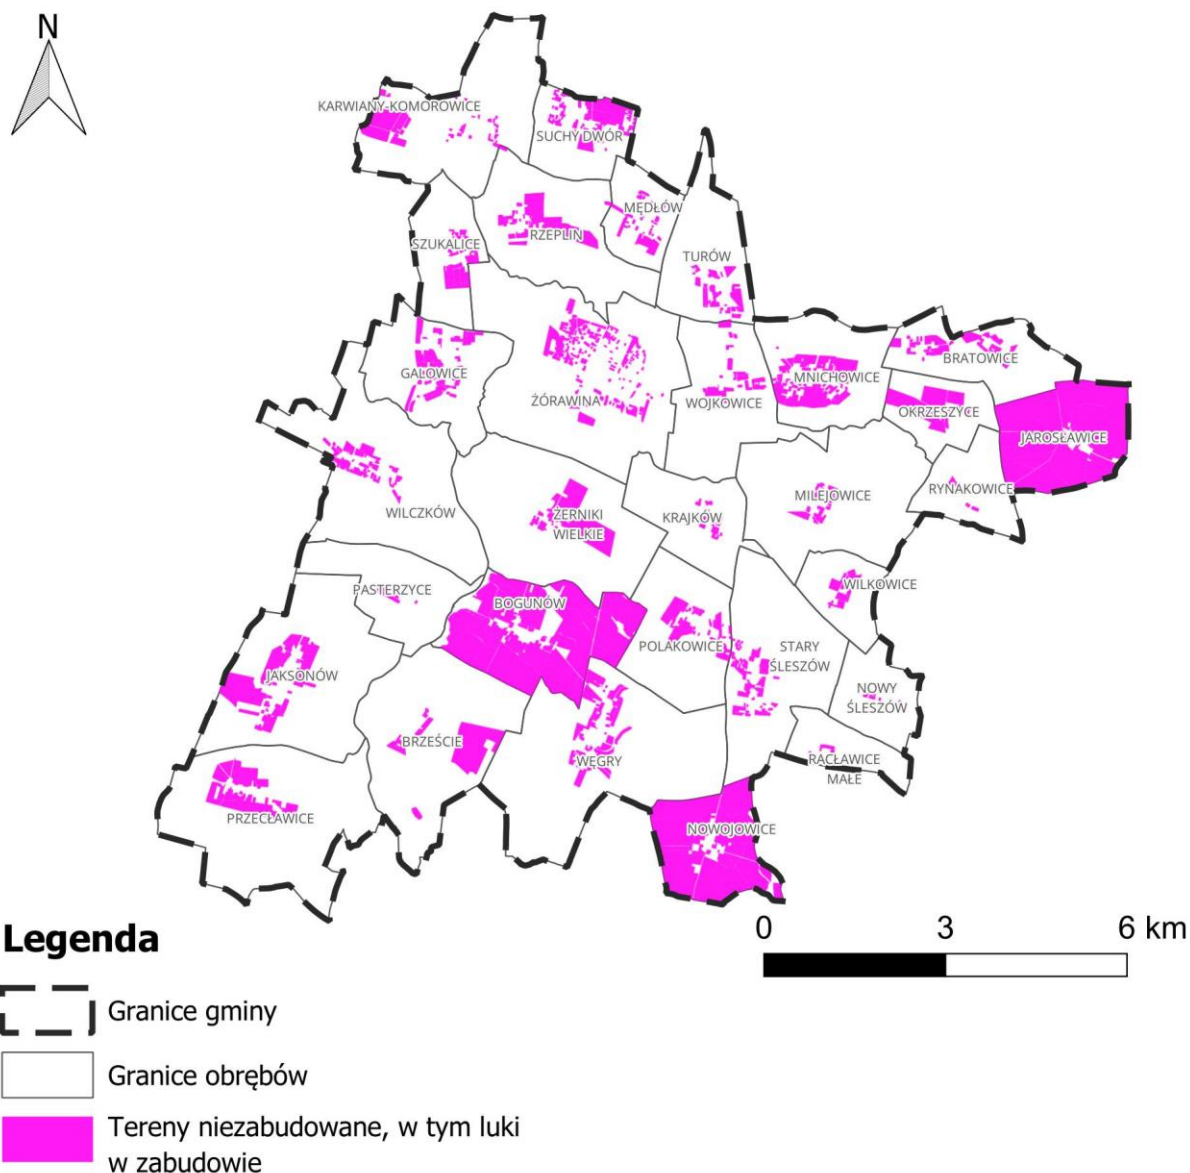 N
KARWIANY-KOMOROWICE
SUCHY DWÓR
MĘDŁÓW
RZEPLIN
SZUKALICE
TURÓW
BRATOWICE
GALOWICE
MNICHOWICE
ŻÓRAWINA
WOJKOWICE
OKRZESZYCE
JAROSŁAWICE
RYNAKOWICE
MILEJOWICE
WILCZKÓW
ŻERNIKI
WIELKIE
KRAJKÓW
WILKOWICE
PASTERZYCE
BOGUNÓW
POLAKOWICE
STARY
ŚLESZÓW
JAKSONÓW
NOWY
ŚLESZÓW
BRZEŚCIE
WĘGRY
RACŁAWICE
MAŁE
PRZECŁAWICE
NOWOJOWICE
0 3 6 km
Legenda
Granice gminy
Granice obrębów
Tereny niezabudowane, w tym luki
w zabudowie